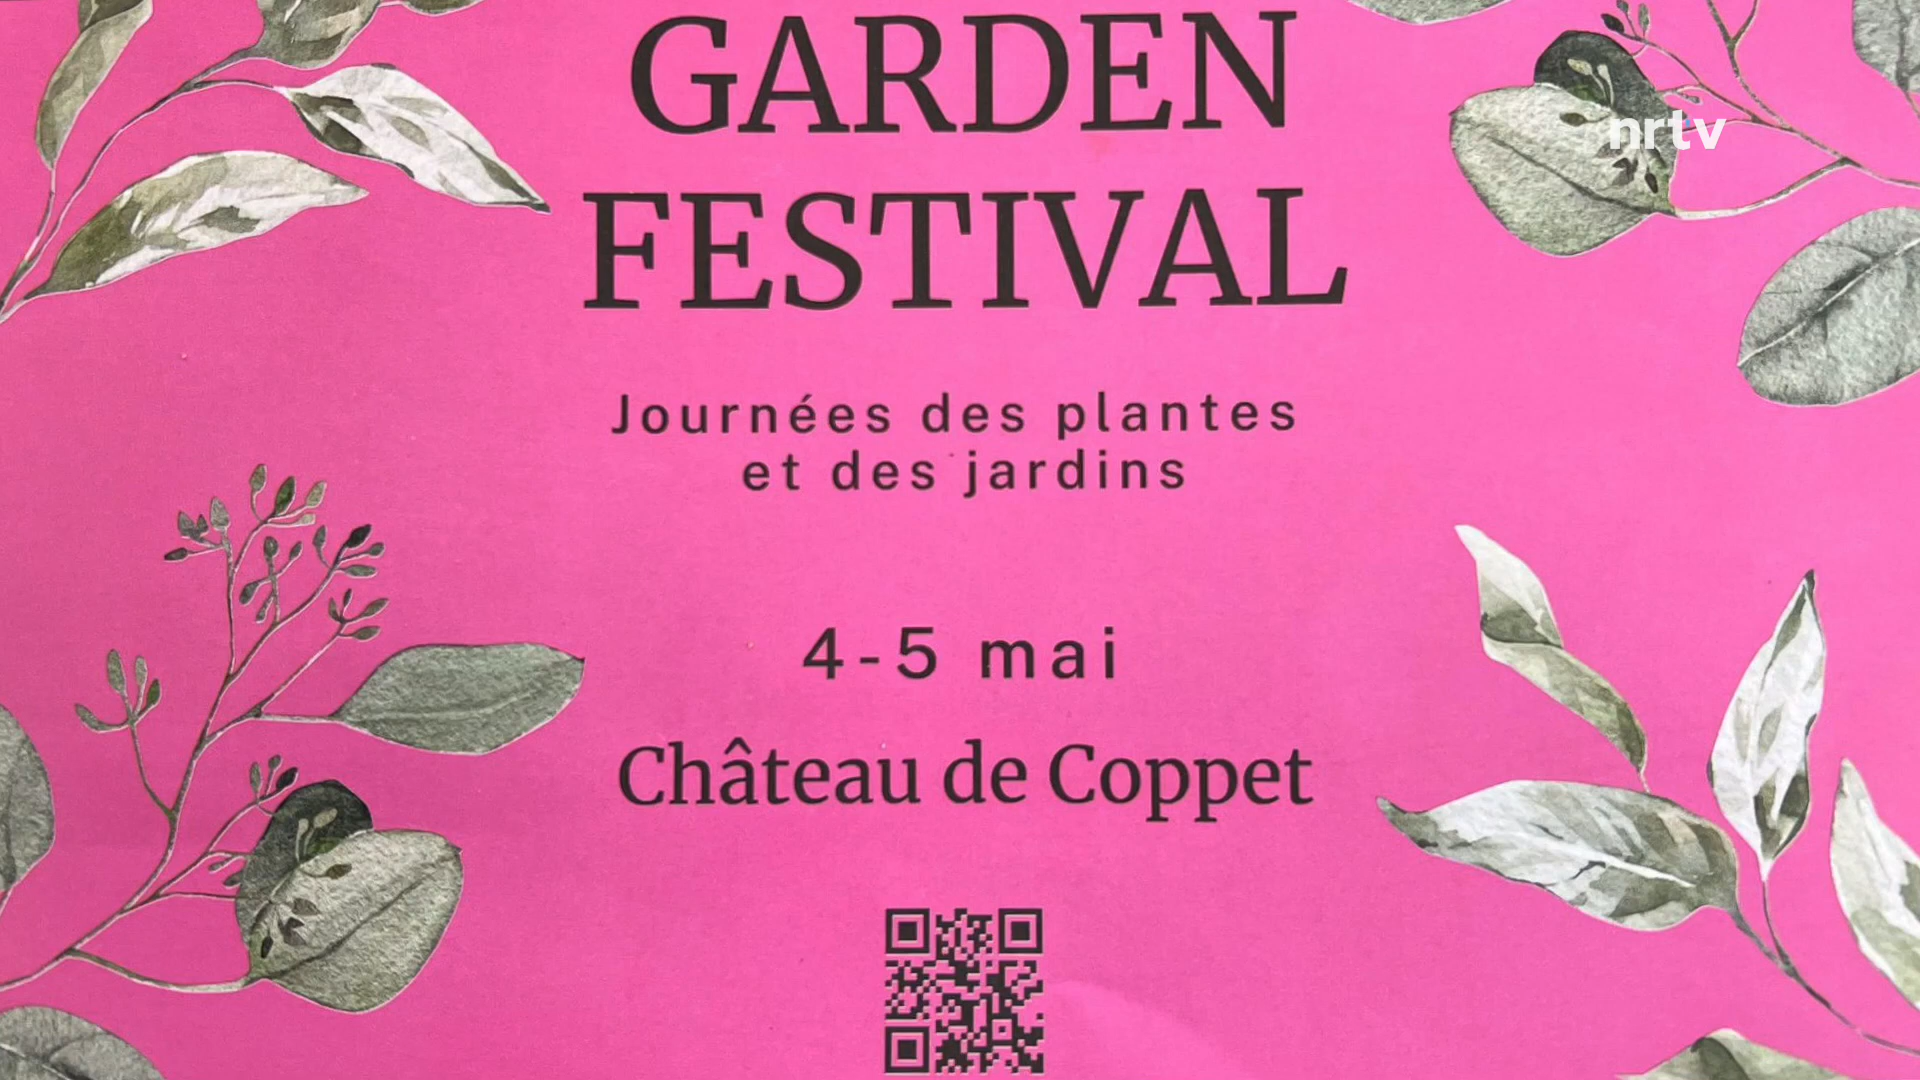 GARDEN
FESTIVAL
nrtv
Journées des plantes
et des jardins
4-5 mai
Château de Coppet